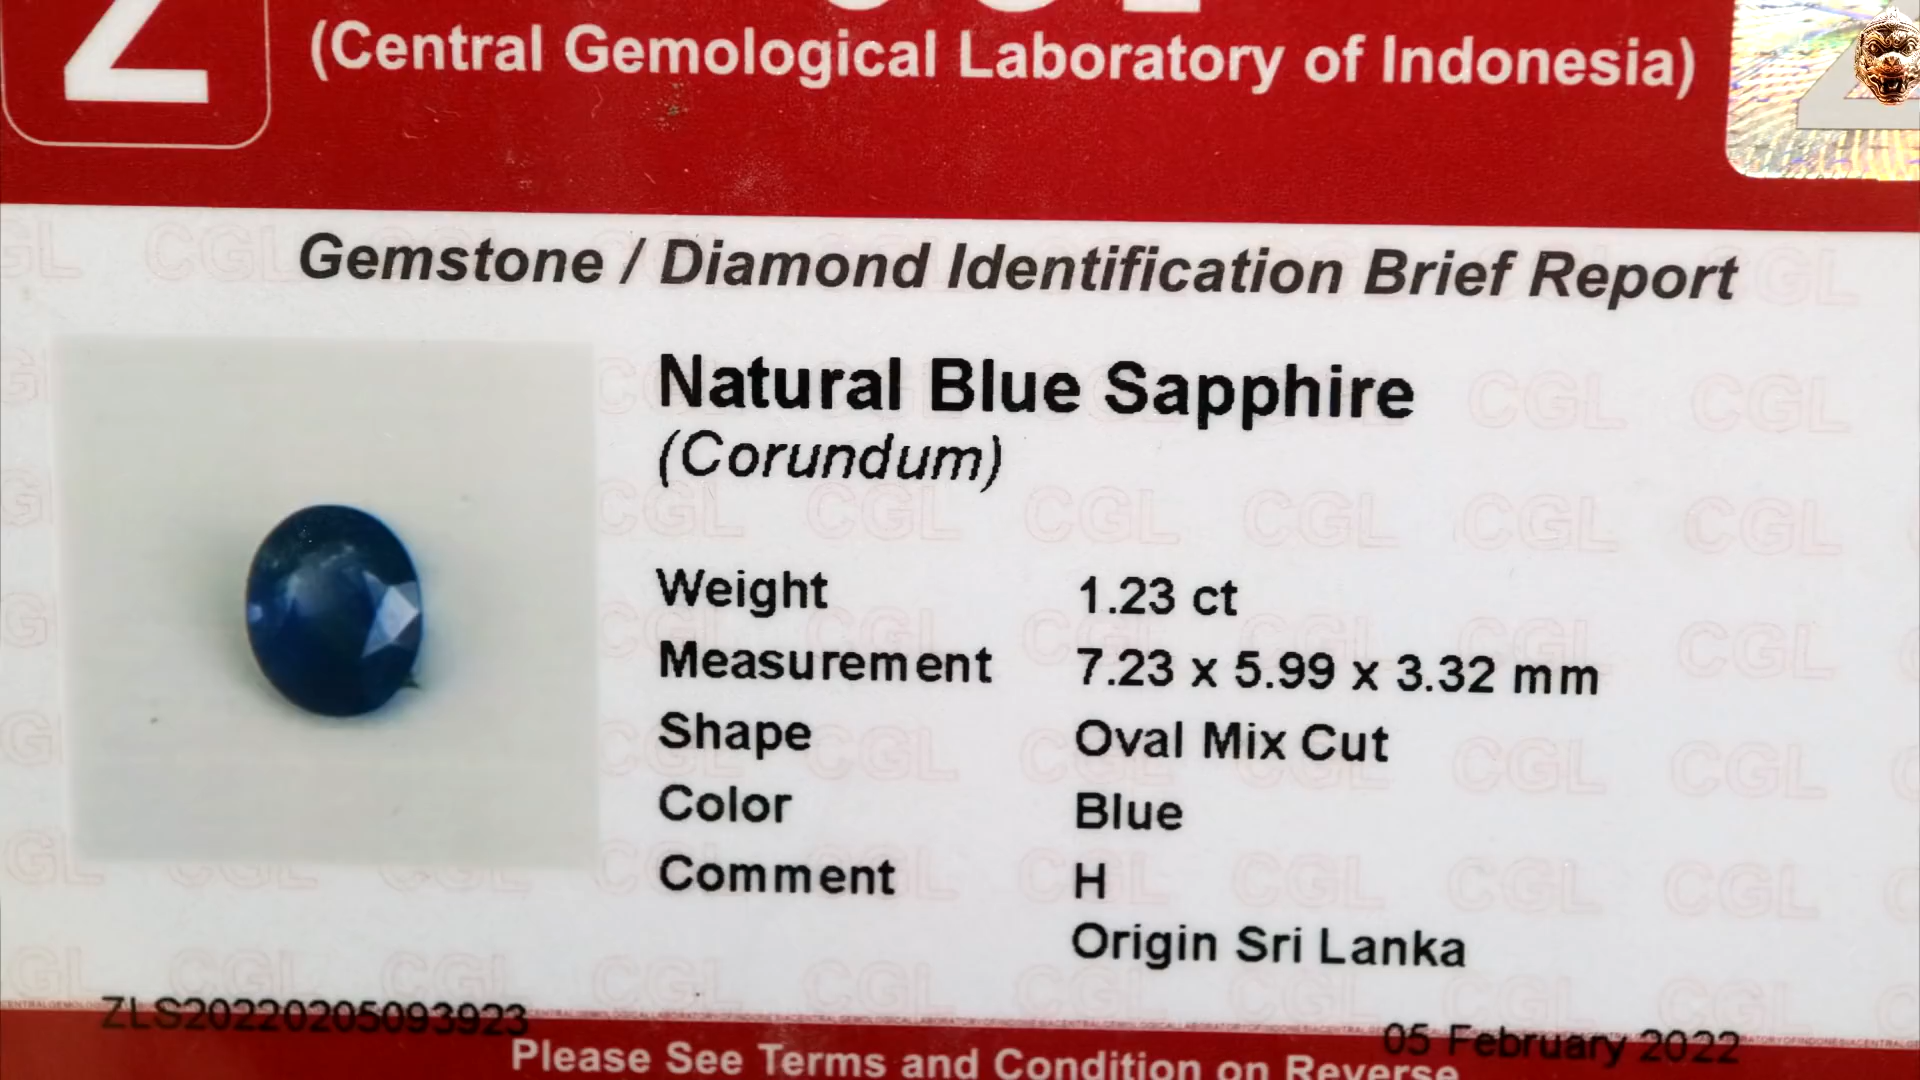 Z
(Central Gemological Laboratory of Indonesia)
Gemstone / Diamond Identification Brief Report
Natural Blue Sapphire
(Corundum)
Weight 1.23 ct
Measurement 7.23 x 5.99 x 3.32 mm
Shape Oval Mix Cut
Color Blue
Comment H
Origin Sri Lanka
ZLS20220205093923
05 February 2022
Please See Terms and Condition on Reverse